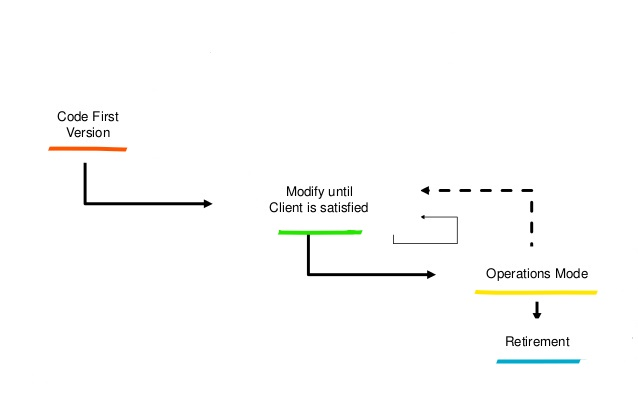 Code First
Version
Modify until
Client is satisfied
Operations Mode
Retirement